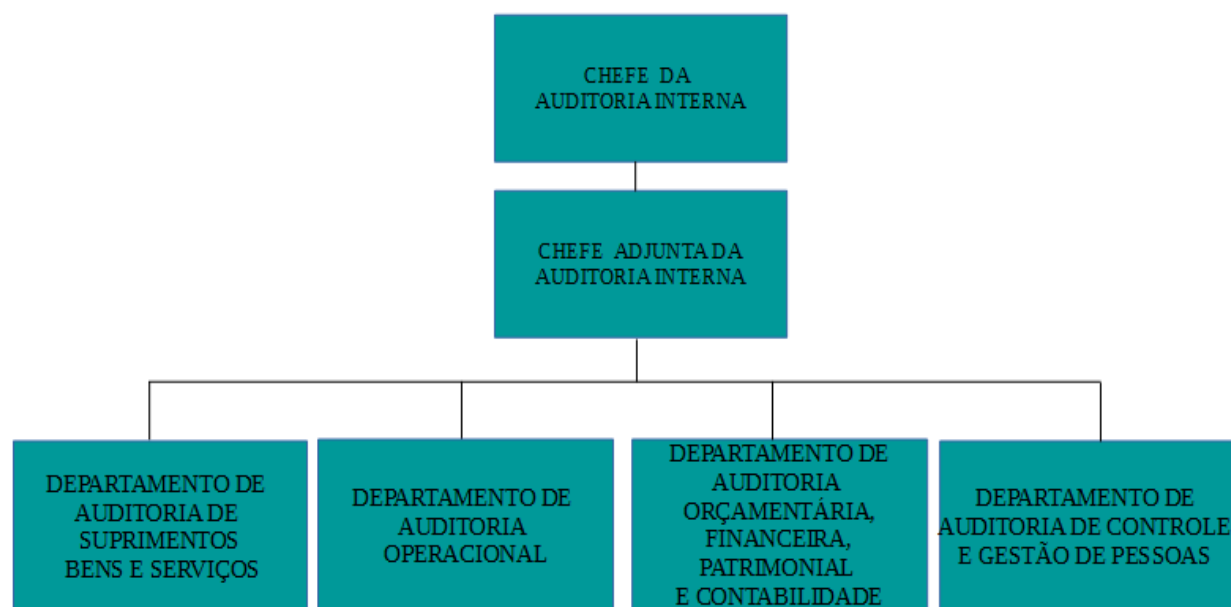 CHEFE DA
AUDITORIA INTERNA
CHEFE ADJUNTA DA
AUDITORIA INTERNA
DEPARTAMENTO DE
AUDITORIA DE
SUPRIMENTOS
BENS E SERVIÇOS
DEPARTAMENTO DE
AUDITORIA
OPERACIONAL
DEPARTAMENTO DE
AUDITORIA
ORÇAMENTÁRIA,
FINANCEIRA,
PATRIMONIAL
E CONTABILIDADE
DEPARTAMENTO DE
AUDITORIA DE CONTROLE
E GESTÃO DE PESSOAS